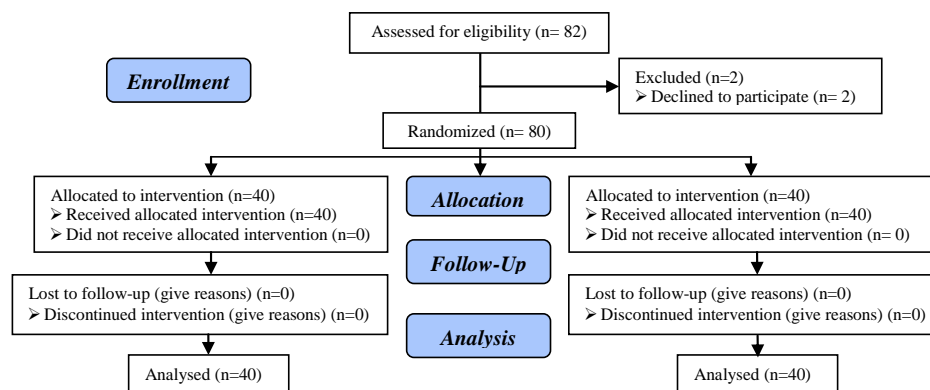 Assessed for eligibility (n= 82)
Enrollment
Excluded (n=2)
➢ Declined to participate (n= 2)
Randomized (n= 80)
Allocated to intervention (n=40)
➢ Received allocated intervention (n=40)
➢ Did not receive allocated intervention (n=0)
Allocation
Allocated to intervention (n=40)
➢ Received allocated intervention (n=40)
➢ Did not receive allocated intervention (n= 0)
Follow-Up
Lost to follow-up (give reasons) (n=0)
➢ Discontinued intervention (give reasons) (n=0)
Lost to follow-up (give reasons) (n=0)
➢ Discontinued intervention (give reasons) (n=0)
Analysis
Analysed (n=40)
Analysed (n=40)